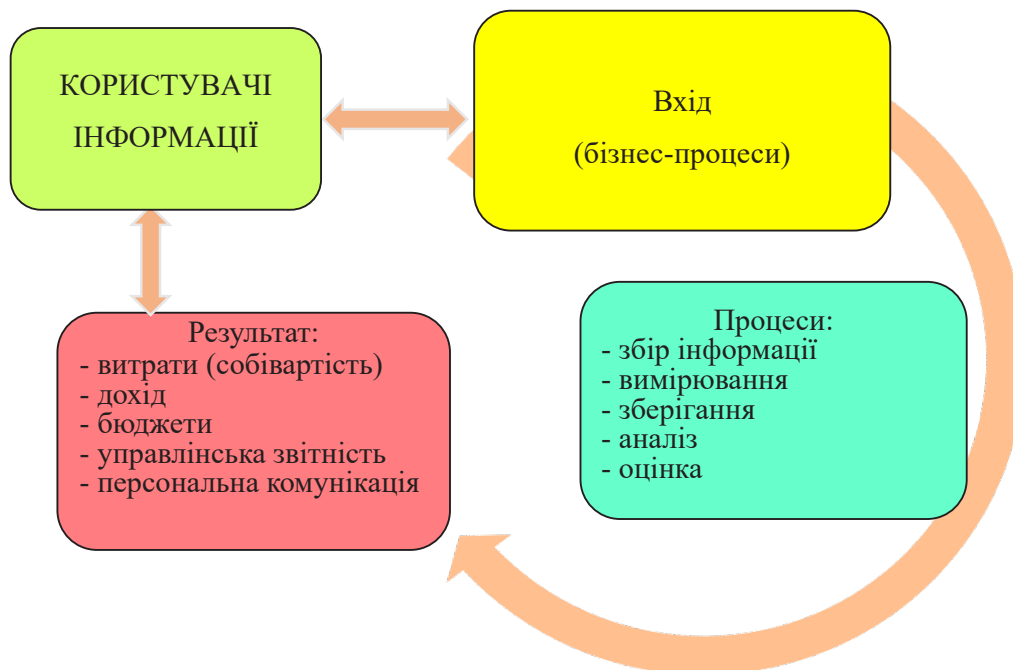 КОРИСТУВАЧІ
ІНФОРМАЦІЇ
Вхід
(бізнес-процеси)
Результат:
- витрати (собівартість)
- дохід
- бюджети
- управлінська звітність
- персональна комунікація
Процеси:
- збір інформації
- вимірювання
- зберігання
- аналіз
- оцінка